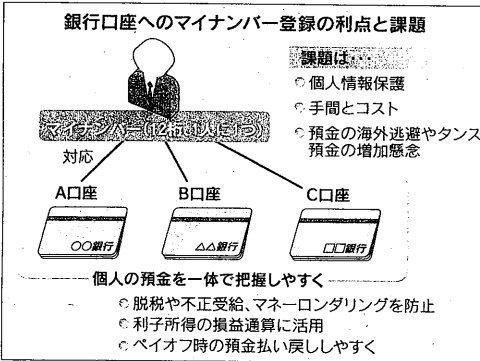 銀行口座へのマイナンバー登録の利点と課題
課題は…
個人情報保護
手間とコスト
預金の海外逃避やタンス
預金の増加懸念
マイナンバー(12桁、1人に1つ)
対応
A口座
B口座
C口座
○○銀行
△△銀行
□□銀行
個人の預金を一体で把握しやすく
脱税や不正受給、マネーロンダリングを防止
利子所得の損益通算に活用
ペイオフ時の預金払い戻ししやすく